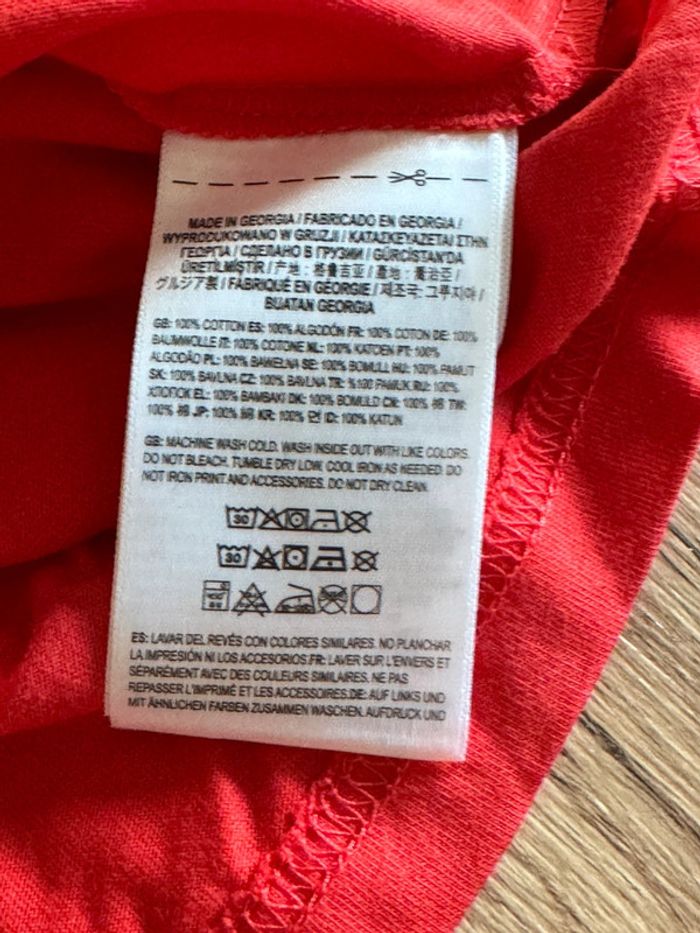 MADE IN GEORGIA / FABRICADO EN GEORGIA /
WYPRODUKOWANO W GRUZJI / ΚΑΤΑΣΚΕΥΑΖΕΤΑΙ ΣΤΗΝ
ΓΕΩΡΓΙΑ / СДЕЛАНО В ГРУЗИИ / GÜRCİSTAN'DA
ÜRETİLMİŞTİR / 产地 : 格鲁吉亚 / 產地 : 喬治亞 /
グルジア製 / FABRIQUÉ EN GÉORGIE / 제조국: 그루지야 /
BUATAN GEORGIA
GB: 100% COTTON ES: 100% ALGODÓN FR: 100% COTON DE: 100%
BAUMWOLLE IT: 100% COTONE NL: 100% KATOEN PT: 100%
ALGODÃO PL: 100% BAWEŁNA SE: 100% BOMULL HU: 100% PAMUT
SK: 100% BAVLNA CZ: 100% BAVLNA TR: %100 PAMUK RU: 100%
ХЛОПОК EL: 100% ΒΑΜΒΑΚΙ DK: 100% BOMULD CN: 100% 棉 TW:
100% 棉 JP: 100% 綿 KR: 100% 면 ID: 100% KATUN
GB: MACHINE WASH COLD. WASH INSIDE OUT WITH LIKE COLORS.
DO NOT BLEACH. TUMBLE DRY LOW. COOL IRON AS NEEDED. DO
NOT IRON PRINT AND ACCESSORIES. DO NOT DRY CLEAN.
30
30
ES: LAVAR DEL REVÉS CON COLORES SIMILARES. NO PLANCHAR
LA IMPRESIÓN NI LOS ACCESORIOS.FR: LAVER SUR L'ENVERS ET
SÉPARÉMENT AVEC DES COULEURS SIMILAIRES. NE PAS
REPASSER L'IMPRIMÉ ET LES ACCESSOIRES.DE: AUF LINKS UND
MIT ÄHNLICHEN FARBEN ZUSAMMEN WASCHEN. AUFDRUCK UND